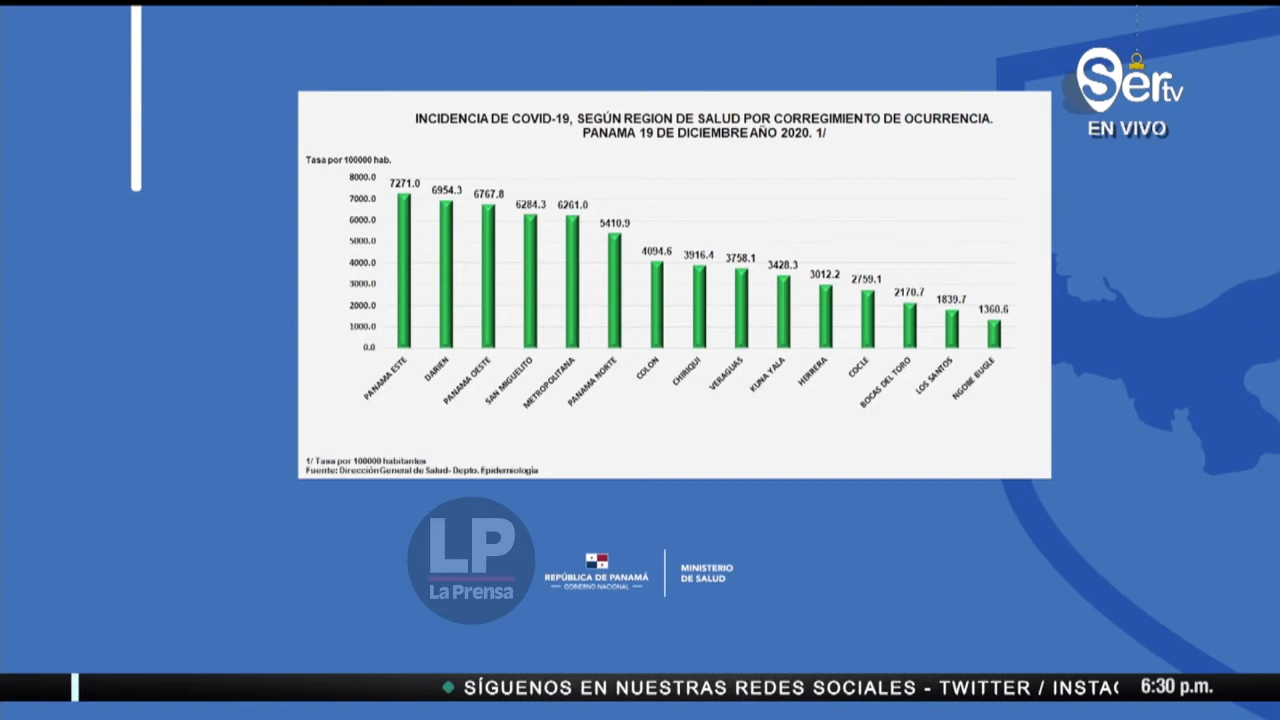 Sertv
EN VIVO
INCIDENCIA DE COVID-19, SEGÚN REGION DE SALUD POR CORREGIMIENTO DE OCURRENCIA.
PANAMA 19 DE DICIEMBRE AÑO 2020. 1/
Tasa por 100000 hab.
8000.0
7000.0
6000.0
5000.0
4000.0
3000.0
2000.0
1000.0
0.0
7271.0
6954.3
6767.8
6284.3
6261.0
5410.9
4094.6
3916.4
3758.1
3428.3
3012.2
2759.1
2170.7
1839.7
1360.6
PANAMA ESTE
DARIEN
PANAMA OESTE
SAN MIGUELITO
METROPOLITANA
PANAMA NORTE
COLON
CHIRIQUI
VERAGUAS
KUNA YALA
HERRERA
COCLE
BOCAS DEL TORO
LOS SANTOS
NGOBE BUGLE
1/ Tasa por 100000 habitantes
Fuente: Dirección General de Salud- Depto. Epidemiologia
LP
La Prensa
REPÚBLICA DE PANAMÁ
GOBIERNO NACIONAL
MINISTERIO
DE SALUD
SÍGUENOS EN NUESTRAS REDES SOCIALES - TWITTER / INSTAG
6:30 p.m.